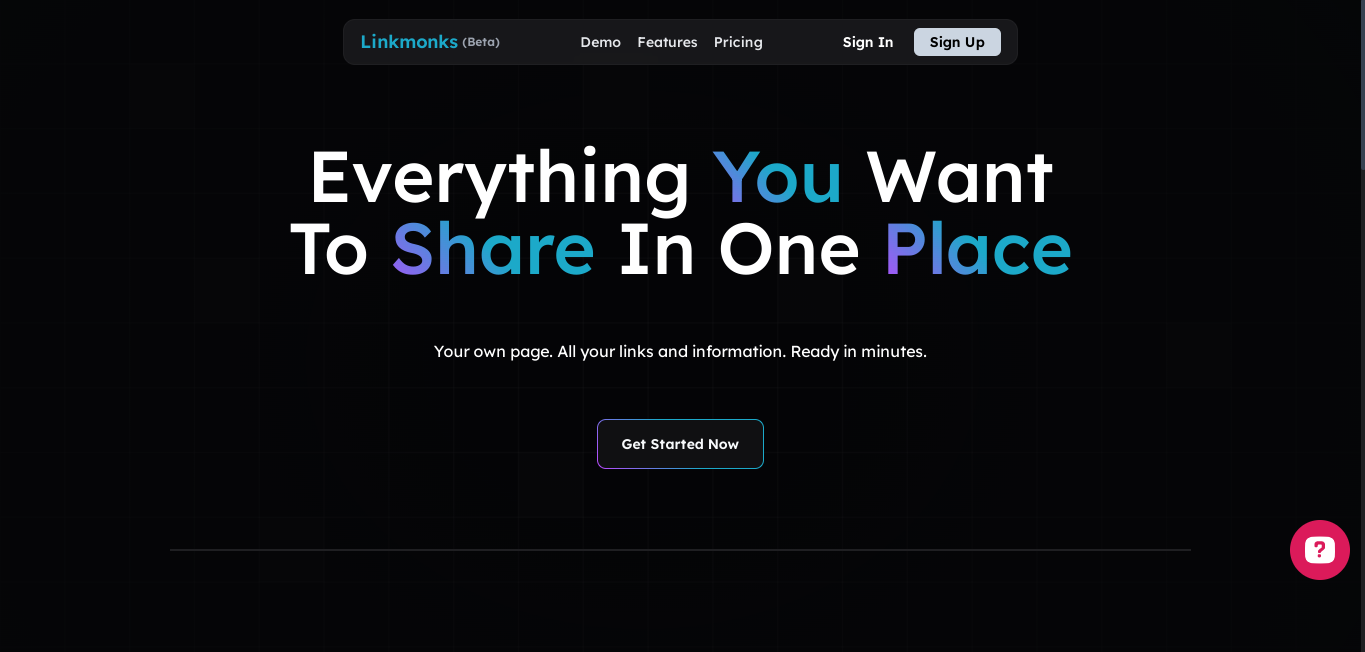 Linkmonks (Beta) Demo Features Pricing Sign In Sign Up
Everything You Want
To Share In One Place
Your own page. All your links and information. Ready in minutes.
Get Started Now
?